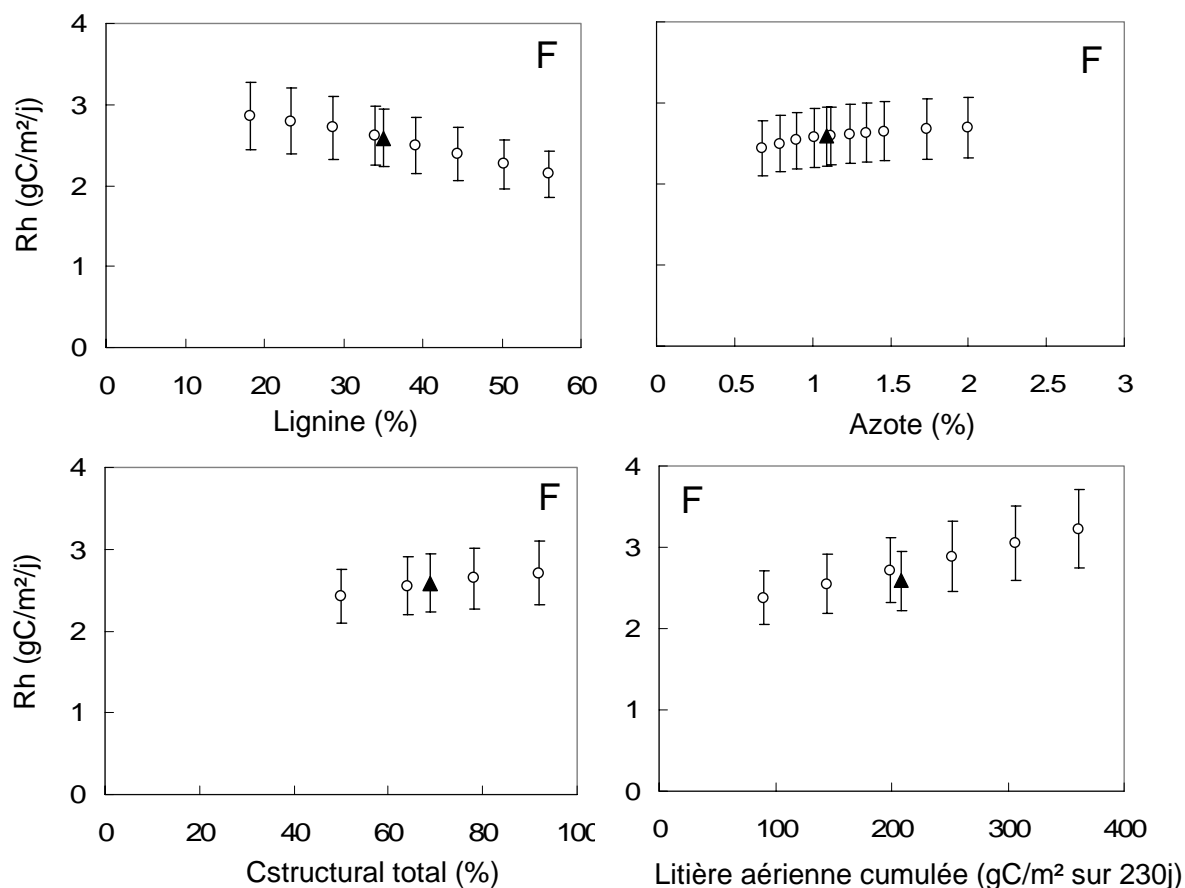 4
3
2
1
0
Rh (gC/m²/j)
F
0 10 20 30 40 50 60
Lignine (%)
F
0 0.5 1 1.5 2 2.5 3
Azote (%)
4
3
2
1
0
Rh (gC/m²/j)
F
0 20 40 60 80 100
Cstructural total (%)
4
3
2
1
0
F
0 100 200 300 400
Litière aérienne cumulée (gC/m² sur 230j)